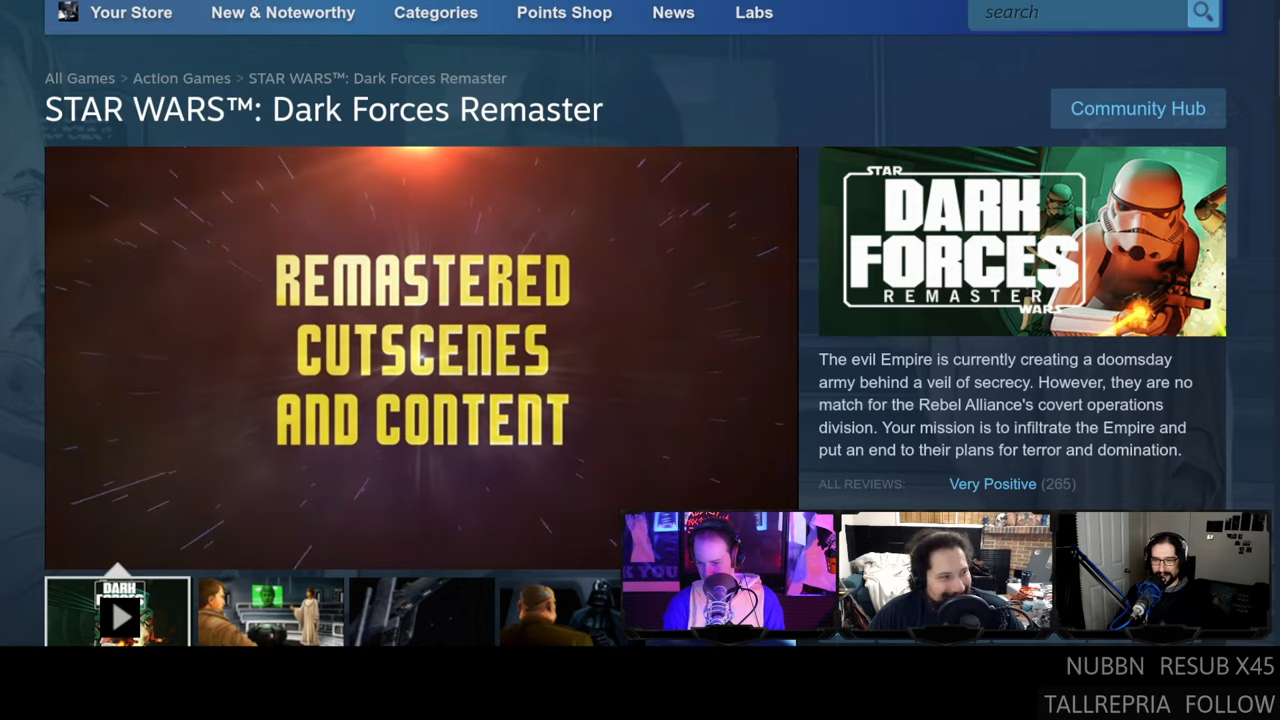 Your Store
New & Noteworthy
Categories
Points Shop
News
Labs
search
All Games > Action Games > STAR WARS™: Dark Forces Remaster
STAR WARS™: Dark Forces Remaster
Community Hub
REMASTERED
CUTSCENES
AND CONTENT
STAR
DARK
FORCES
REMASTER
WARS
The evil Empire is currently creating a doomsday
army behind a veil of secrecy. However, they are no
match for the Rebel Alliance's covert operations
division. Your mission is to infiltrate the Empire and
put an end to their plans for terror and domination.
ALL REVIEWS:
Very Positive (265)
DARK
FORCES
NUBBN RESUB X45
TALLREPRIA FOLLOW